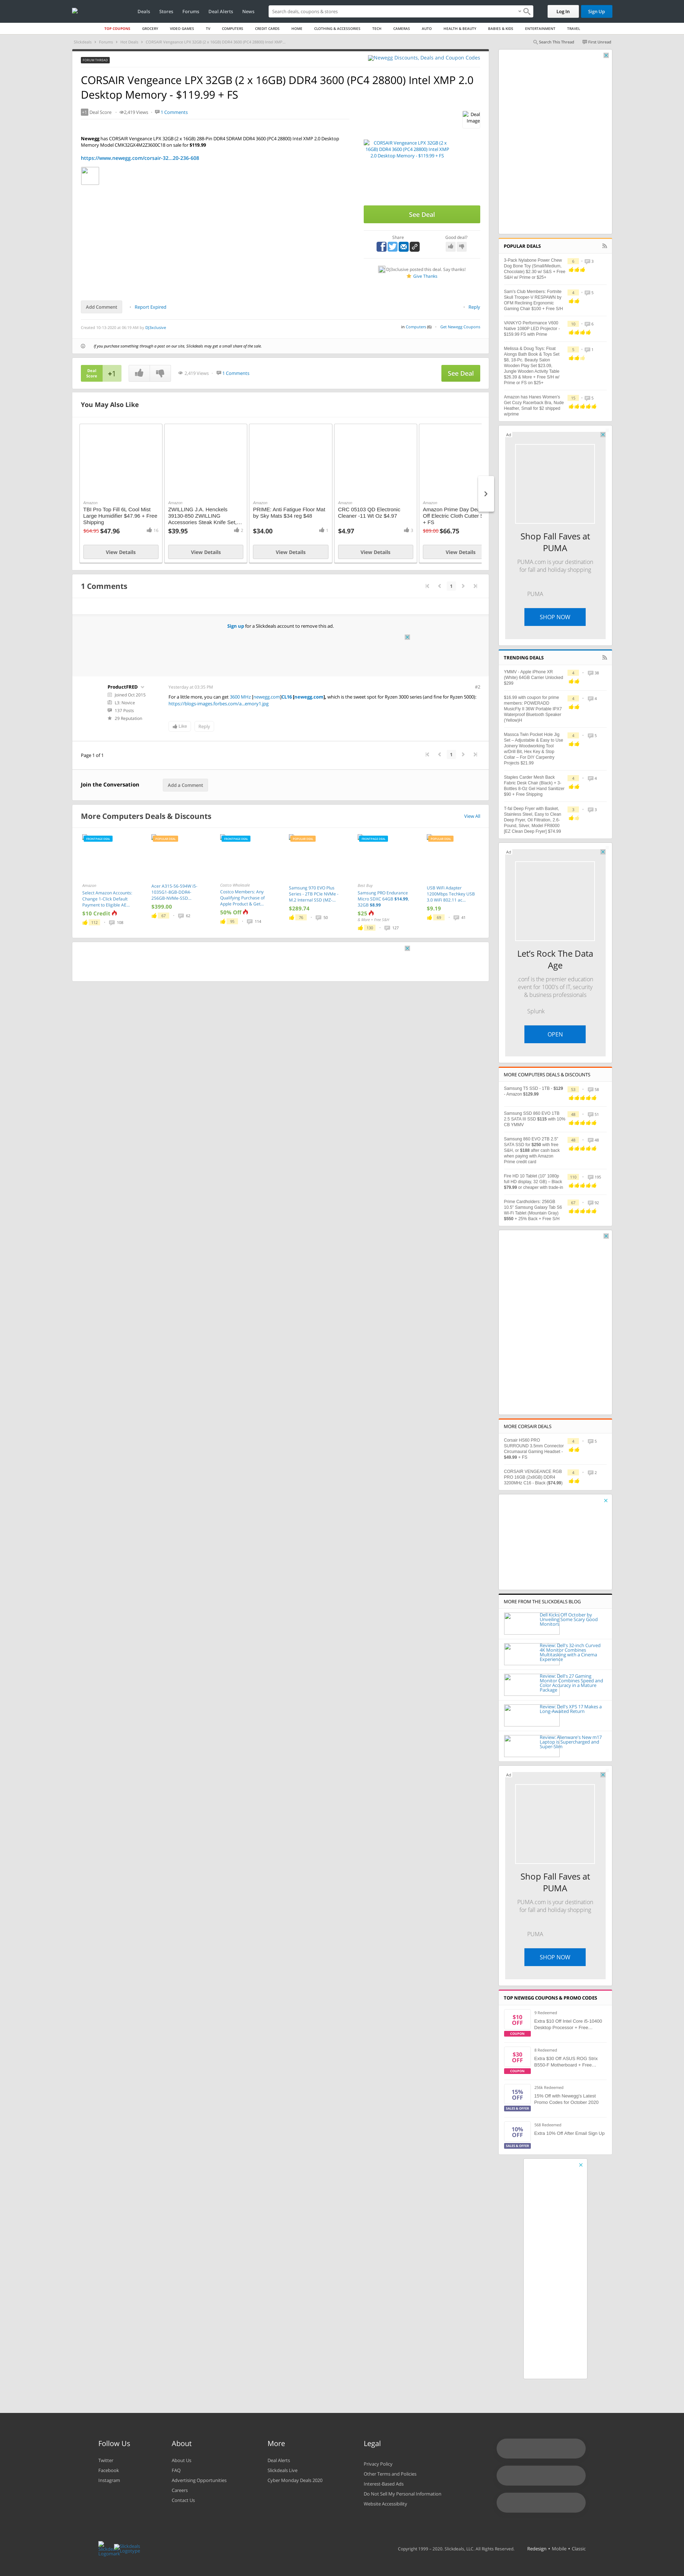 Deals
Stores
Forums
Deal Alerts
News
Search deals, coupons & stores
Log In
Sign Up
TOP COUPONS
GROCERY
VIDEO GAMES
TV
COMPUTERS
CREDIT CARDS
HOME
CLOTHING & ACCESSORIES
TECH
CAMERAS
AUTO
HEALTH & BEAUTY
BABIES & KIDS
ENTERTAINMENT
TRAVEL
Search This Thread
First Unread
FORUM THREAD
Newegg Discounts, Deals and Coupon Codes
CORSAIR Vengeance LPX 32GB (2 x 16GB) DDR4 3600 (PC4 28800) Intel XMP 2.0
Desktop Memory - $119.99 + FS
+1 Deal Score
2,419 Views
1 Comments
Deal
Image
Newegg has CORSAIR Vengeance LPX 32GB (2 x 16GB) 288-Pin DDR4 SDRAM DDR4 3600 (PC4 28800) Intel XMP 2.0 Desktop
Memory Model CMK32GX4M2Z3600C18 on sale for $119.99
https://www.newegg.com/corsair-32...20-236-608
CORSAIR Vengeance LPX 32GB (2 x
16GB) DDR4 3600 (PC4 28800) Intel XMP
2.0 Desktop Memory - $119.99 + FS
See Deal
Share
Good deal?
DJ3xclusive posted this deal. Say thanks!
Give Thanks
Add Comment
Report Expired
Reply
by DJ3xclusive
in Computers (6)
Get Newegg Coupons
If you purchase something through a post on our site, Slickdeals may get a small share of the sale.
Deal
Score
+1
2,419 Views
1 Comments
See Deal
You May Also Like
Amazon
TBI Pro Top Fill 6L Cool Mist
Large Humidifier $47.96 + Free
Shipping
$64.95 $47.96
View Details
Amazon
ZWILLING J.A. Henckels
39130-850 ZWILLING
Accessories Steak Knife Set,...
$39.95
View Details
Amazon
PRIME: Anti Fatigue Floor Mat
by Sky Mats $34 reg $48
$34.00
View Details
Amazon
CRC 05103 QD Electronic
Cleaner -11 Wt Oz $4.97
$4.97
View Details
Amazon
Amazon Prime Day De
Off Electric Cloth Cutter
+ FS
$89.00 $66.75
View Details
1 Comments
1
Sign up for a Slickdeals account to remove this ad.
ProductFRED
Joined Oct 2015
L3: Novice
137 Posts
29 Reputation
Yesterday at 03:35 PM
#2
For a little more, you can get 3600 MHz [newegg.com]CL16 [newegg.com], which is the sweet spot for Ryzen 3000 series (and fine for Ryzen 5000):
https://blogs-images.forbes.com/a...emory1.jpg
Like
Reply
Page 1 of 1
1
Join the Conversation
Add a Comment
More Computers Deals & Discounts
View All
Amazon
Select Amazon Accounts:
Change 1-Click Default
Payment to Eligible AE...
$10 Credit
113
108
Acer A315-56-594W i5-
1035G1-8GB-DDR4-
256GB-NVMe-SSD...
$399.00
67
63
Costco Wholesale
Costco Members: Any
Qualifying Purchase of
Apple Product & Get...
50% Off
95
114
Samsung 970 EVO Plus
Series - 2TB PCIe NVMe -
M.2 Internal SSD (MZ...
$289.74
76
50
Best Buy
Samsung PRO Endurance
Micro SDXC 64GB $14.99,
32GB $8.99
$25
& More + Free S&H
130
127
USB WiFi Adapter
1200Mbps Techkey USB
3.0 WiFi 802.11 ac...
$9.19
69
47
POPULAR DEALS
3-Pack Nylabone Power Chew
Dog Bone Toy (Small/Medium,
Chocolate) $2.30 w/ S&S + Free
S&H w/ Prime or $25+
Sam's Club Members: Fortnite
Skull Trooper-V RESPAWN by
OFM Reclining Ergonomic
Gaming Chair $100 + Free S/H
VANKYO Performance V600
Native 1080P LED Projector -
$159.99 FS with Prime
Melissa & Doug Toys: Float
Alongs Bath Book & Toys Set
$8, 18-Pc. Beauty Salon
Wooden Play Set $23.09,
Jungle Wooden Activity Table
$26.39 & More + Free S/H w/
Prime or FS on $25+
Amazon has Hanes Women's
Get Cozy Racerback Bra, Nude
Heather, Small for $2 shipped
w/prime
Ad
Shop Fall Faves at
PUMA
PUMA.com is your destination
for fall and holiday shopping
PUMA
SHOP NOW
TRENDING DEALS
YMMV - Apple iPhone XR
(White) 64GB Carrier Unlocked
$299
$16.99 with coupon for prime
members: POWERADD
MusicFly II 36W Portable IPX7
Waterproof Bluetooth Speaker
(Yellow)H
Massca Twin Pocket Hole Jig
Set – Adjustable & Easy to Use
Joinery Woodworking Tool
w/Drill Bit, Hex Key & Stop
Collar – For DIY Carpentry
Projects $21.99
Staples Carder Mesh Back
Fabric Desk Chair (Black) + 3-
Bottles 8-Oz Gel Hand Sanitizer
$90 + Free Shipping
T-fal Deep Fryer with Basket,
Stainless Steel, Easy to Clean
Deep Fryer, Oil Filtration, 2.6-
Pound, Silver, Model FR8000
[EZ Clean Deep Fryer] $74.99
Ad
Let's Rock The Data
Age
.conf is the premier education
event for 1000's of IT, security
& business professionals
Splunk
OPEN
MORE COMPUTERS DEALS & DISCOUNTS
Samsung T5 SSD - 1TB - $129
- Amazon $129.99
Samsung SSD 860 EVO 1TB
2.5 SATA III SSD $115 with 10%
CB YMMV
Samsung 860 EVO 2TB 2.5"
SATA SSD for $250 with free
S&H, or $188 after cash back
when paying with Amazon
Prime credit card
Fire HD 10 Tablet (10" 1080p
full HD display, 32 GB) – Black
$79.99 or cheaper with trade-in
Prime Cardholders: 256GB
10.5" Samsung Galaxy Tab S6
Wi-Fi Tablet (Mountain Gray)
$550 + 25% Back + Free S/H
MORE CORSAIR DEALS
Corsair HS60 PRO
SURROUND 3.5mm Connector
Circumaural Gaming Headset -
$49.99 + FS
CORSAIR VENGEANCE RGB
PRO 16GB (2x8GB) DDR4
3200MHz C16 - Black ($74.99)
MORE FROM THE SLICKDEALS BLOG
Dell Kicks Off October by
Unveiling Some Scary Good
Monitors
Review: Dell's 32-inch Curved
4K Monitor Combines
Multitasking with a Cinema
Experience
Review: Dell's 27 Gaming
Monitor Combines Speed and
Color Accuracy in a Mature
Package
Review: Dell's XPS 17 Makes a
Long-Awaited Return
Review: Alienware's New m17
Laptop is Supercharged and
Super-Slim
Ad
Shop Fall Faves at
PUMA
PUMA.com is your destination
for fall and holiday shopping
PUMA
SHOP NOW
TOP NEWEGG COUPONS & PROMO CODES
$10
OFF
COUPON
9 Redeemed
Extra $10 Off Intel Core i5-10400
Desktop Processor + Free...
$30
OFF
COUPON
8 Redeemed
Extra $30 Off ASUS ROG Strix
B550-F Motherboard + Free...
15%
OFF
SALES & OFFER
256k Redeemed
15% Off with Newegg's Latest
Promo Codes for October 2020
10%
OFF
SALES & OFFER
568 Redeemed
Extra 10% Off After Email Sign Up
Follow Us
Twitter
Facebook
Instagram
About
About Us
FAQ
Advertising Opportunities
Careers
Contact Us
More
Deal Alerts
Slickdeals Live
Cyber Monday Deals 2020
Legal
Privacy Policy
Other Terms and Policies
Interest-Based Ads
Do Not Sell My Personal Information
Website Accessibility
Copyright 1999 – 2020. Slickdeals, LLC. All Rights Reserved.
Redesign • Mobile • Classic